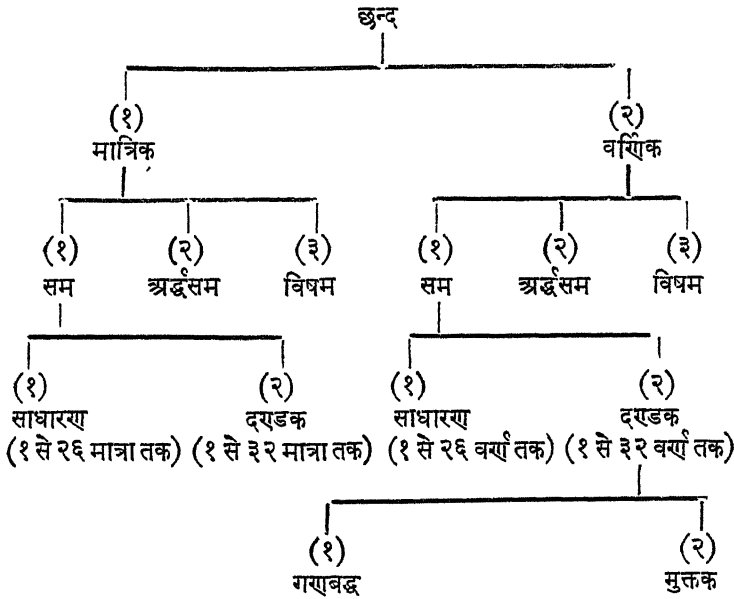 छन्द
(१) (२)
मात्रिक वर्णिक
(१) (२) (३) (१) (२) (३)
सम अर्द्धसम विषम सम अर्द्धसम विषम
(१) (२) (१) (२)
साधारण दण्डक साधारण दण्डक
(१ से २६ मात्रा तक) (१ से ३२ मात्रा तक) (१ से २६ वर्ण तक) (१ से ३२ वर्ण तक)
(१) (२)
गणबद्ध मुक्तक